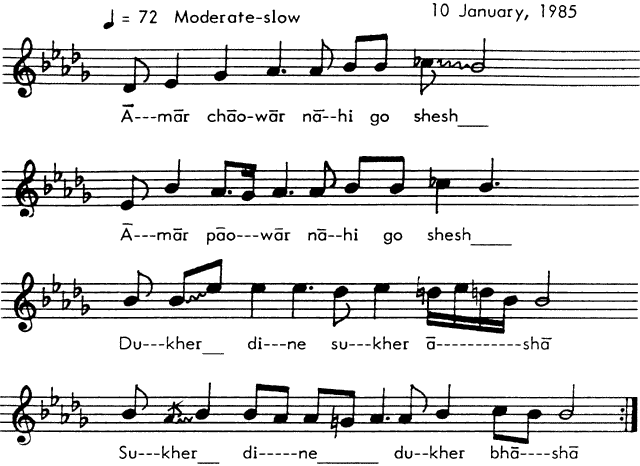 ♩ = 72 Moderate-slow 10 January, 1985
Ā---mār chāo-wār nā--hi go shesh___
Ā---mār pāo--wār nā--hi go shesh____
Du---kher__ di---ne su---kher ā-----------shā
Su---kher__ di-----ne______ du--kher bhā----shā